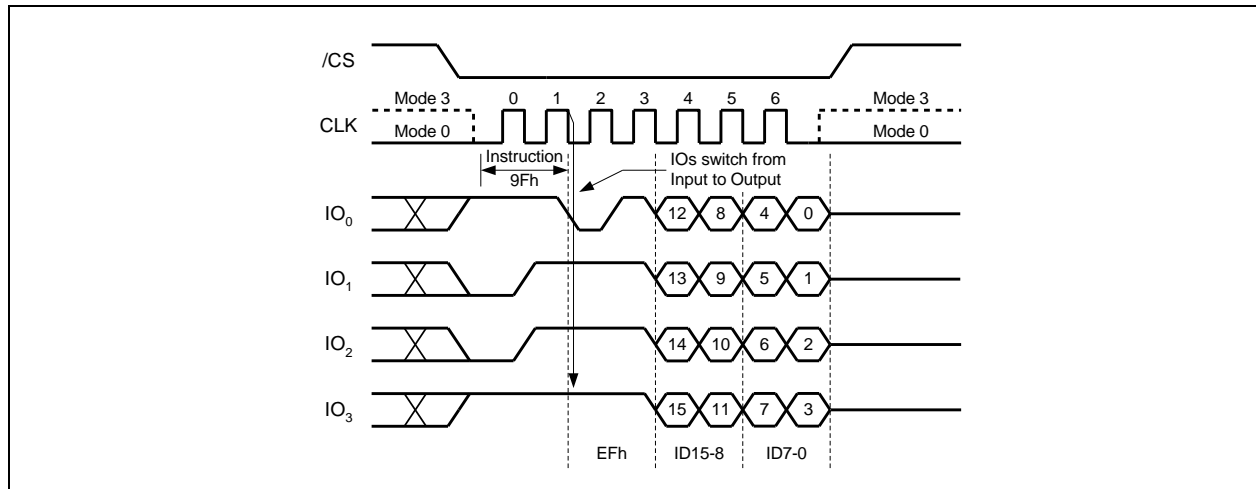 /CS
0 1 2 3 4 5 6
Mode 3 Mode 3
CLK Mode 0 Mode 0
Instruction
9Fh
IOs switch from
Input to Output
IO0 12 8 4 0
IO1 13 9 5 1
IO2 14 10 6 2
IO3 15 11 7 3
EFh ID15-8 ID7-0